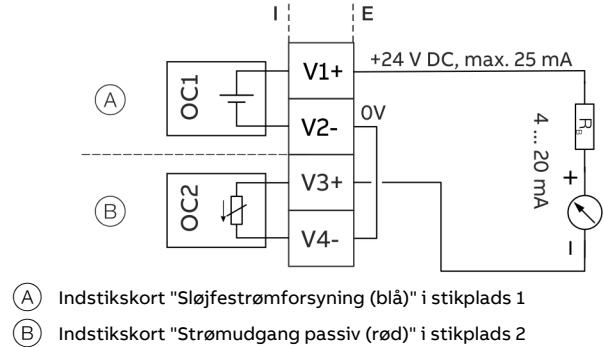 I E
OC1
V1+
+24 V DC, max. 25 mA
A
V2-
0V
R_B
4 ... 20 mA
+
-
OC2
V3+
B
V4-
A Indstikskort "Sløjfestrømforsyning (blå)" i stikplads 1
B Indstikskort "Strømudgang passiv (rød)" i stikplads 2